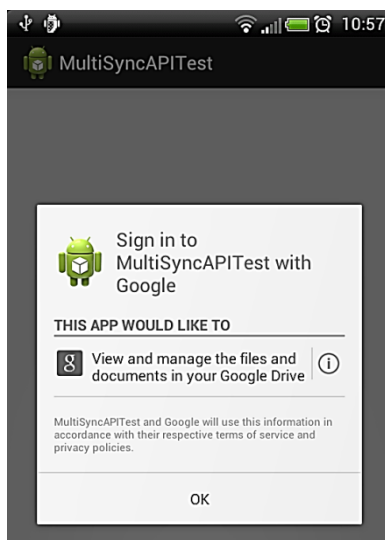 10:57
MultiSyncAPITest
Sign in to
MultiSyncAPITest with
Google
THIS APP WOULD LIKE TO
8 View and manage the files and
documents in your Google Drive
MultiSyncAPITest and Google will use this information in
accordance with their respective terms of service and
privacy policies.
OK